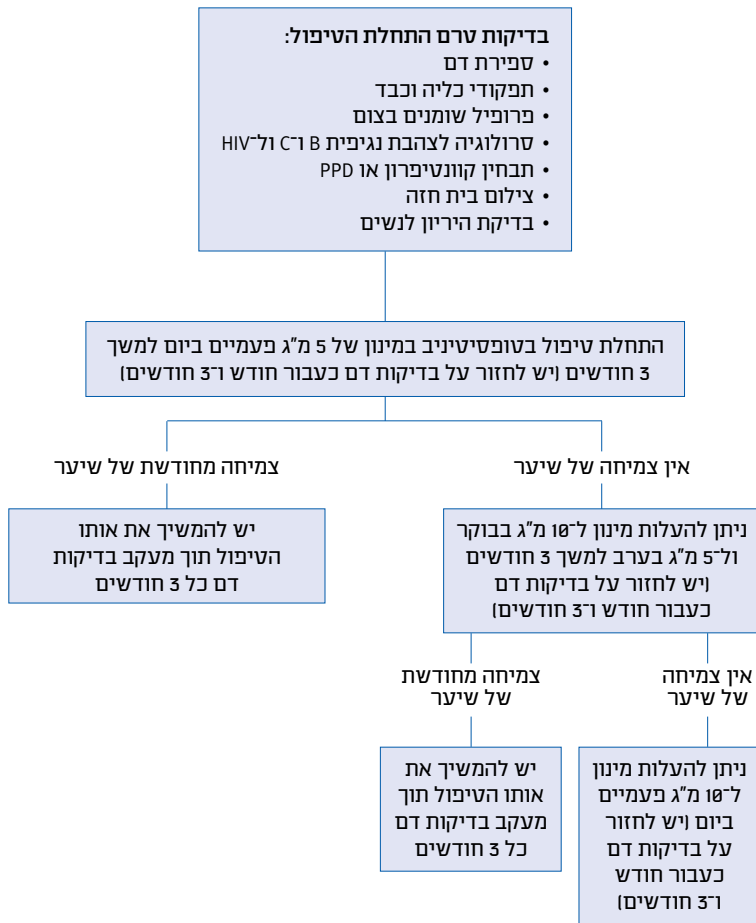 בדיקות טרם התחלת הטיפול:
• ספירת דם
• תפקודי כליה וכבד
• פרופיל שומנים בצום
• סרולוגיה לצהבת נגיפית B ו־C ול־HIV
• תבחין קוונטיפרון או PPD
• צילום בית חזה
• בדיקת היריון לנשים
התחלת טיפול בטופסיטיניב במינון של 5 מ"ג פעמיים ביום למשך
3 חודשים (יש לחזור על בדיקות דם כעבור חודש ו־3 חודשים)
אין צמיחה של שיער
צמיחה מחודשת של שיער
ניתן להעלות מינון ל־10 מ"ג בבוקר
ול־5 מ"ג בערב למשך 3 חודשים
(יש לחזור על בדיקות דם
כעבור חודש ו־3 חודשים)
יש להמשיך את אותו
הטיפול תוך מעקב בדיקות
דם כל 3 חודשים
אין צמיחה
של שיער
צמיחה מחודשת
של שיער
ניתן להעלות מינון
ל־10 מ"ג פעמיים
ביום (יש לחזור
על בדיקות דם
כעבור חודש
ו־3 חודשים)
יש להמשיך את
אותו הטיפול תוך
מעקב בדיקות דם
כל 3 חודשים